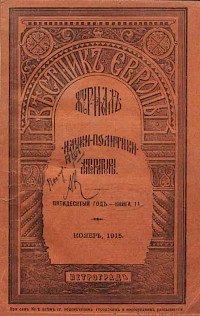 ВѢСТНИКЪ ЕВРОПЫ
ЖУРНАЛЪ
НАУКИ-ПОЛИТИКИ-
ЛИТЕРАТУРЫ
ПЯТИДЕСЯТЫЙ ГОДЪ.— КНИГА 11
НОЯБРЬ, 1915.
ПЕТРОГРАДЪ